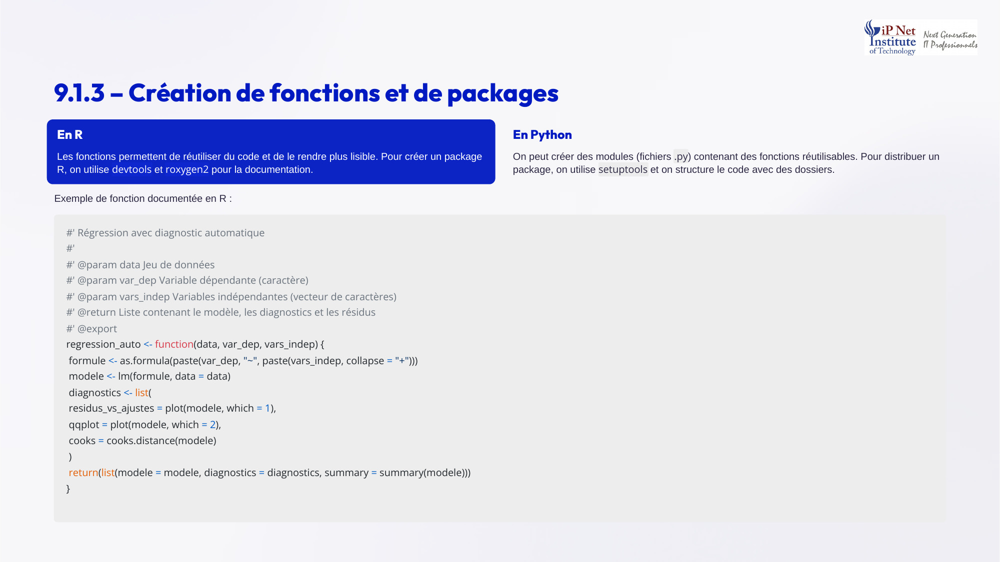 iP Net
Institute
of Technology
Next Generation
IT Professionnels
9.1.3 – Création de fonctions et de packages
En R
Les fonctions permettent de réutiliser du code et de le rendre plus lisible. Pour créer un package
R, on utilise devtools et roxygen2 pour la documentation.
En Python
On peut créer des modules (fichiers .py) contenant des fonctions réutilisables. Pour distribuer un
package, on utilise setuptools et on structure le code avec des dossiers.
Exemple de fonction documentée en R :
#' Régression avec diagnostic automatique
#'
#' @param data Jeu de données
#' @param var_dep Variable dépendante (caractère)
#' @param vars_indep Variables indépendantes (vecteur de caractères)
#' @return Liste contenant le modèle, les diagnostics et les résidus
#' @export
regression_auto <- function(data, var_dep, vars_indep) {
formule <- as.formula(paste(var_dep, "~", paste(vars_indep, collapse = "+")))
modele <- lm(formule, data = data)
diagnostics <- list(
residus_vs_ajustes = plot(modele, which = 1),
qqplot = plot(modele, which = 2),
cooks = cooks.distance(modele)
)
return(list(modele = modele, diagnostics = diagnostics, summary = summary(modele)))
}